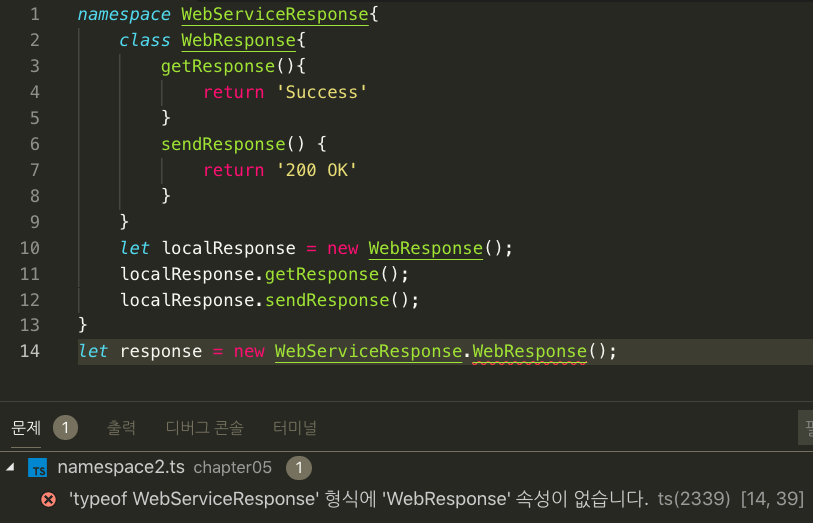 1 namespace WebServiceResponse{
2 class WebResponse{
3 getResponse(){
4 return 'Success'
5 }
6 sendResponse() {
7 return '200 OK'
8 }
9 }
10 let localResponse = new WebResponse();
11 localResponse.getResponse();
12 localResponse.sendResponse();
13 }
14 let response = new WebServiceResponse.WebResponse();
문제 1 출력 디버그 콘솔 터미널
TS namespace2.ts chapter05 1
'typeof WebServiceResponse' 형식에 'WebResponse' 속성이 없습니다. ts(2339) [14, 39]